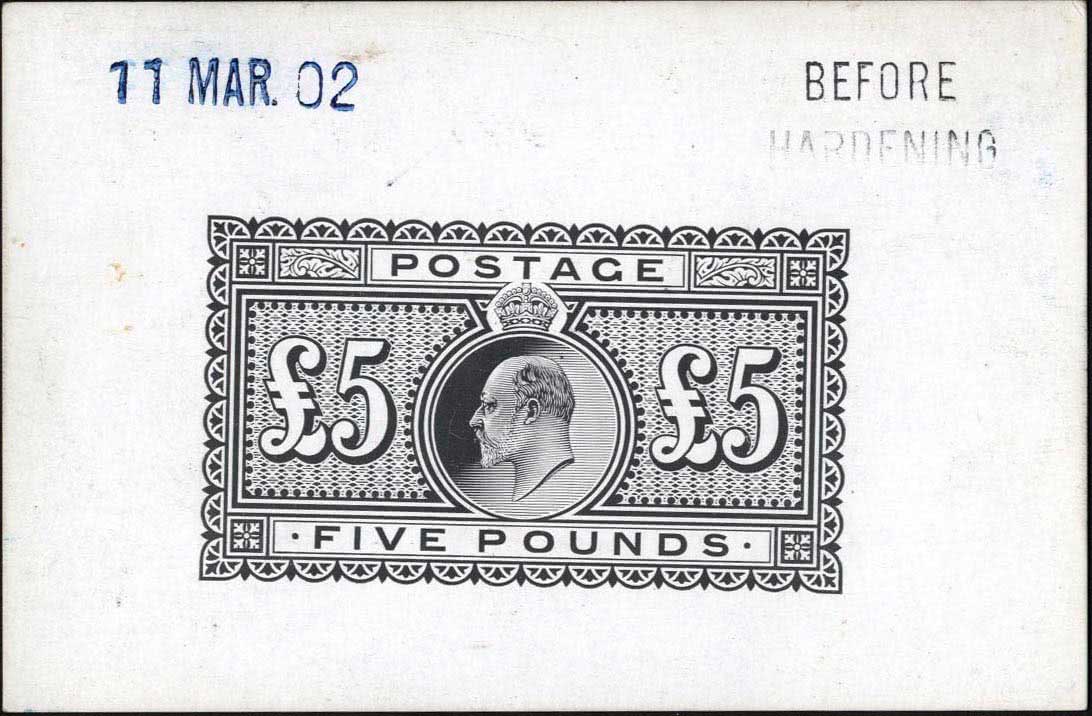 11 MAR. 02
BEFORE
HARDENING
POSTAGE
£5 £5
· FIVE POUNDS ·